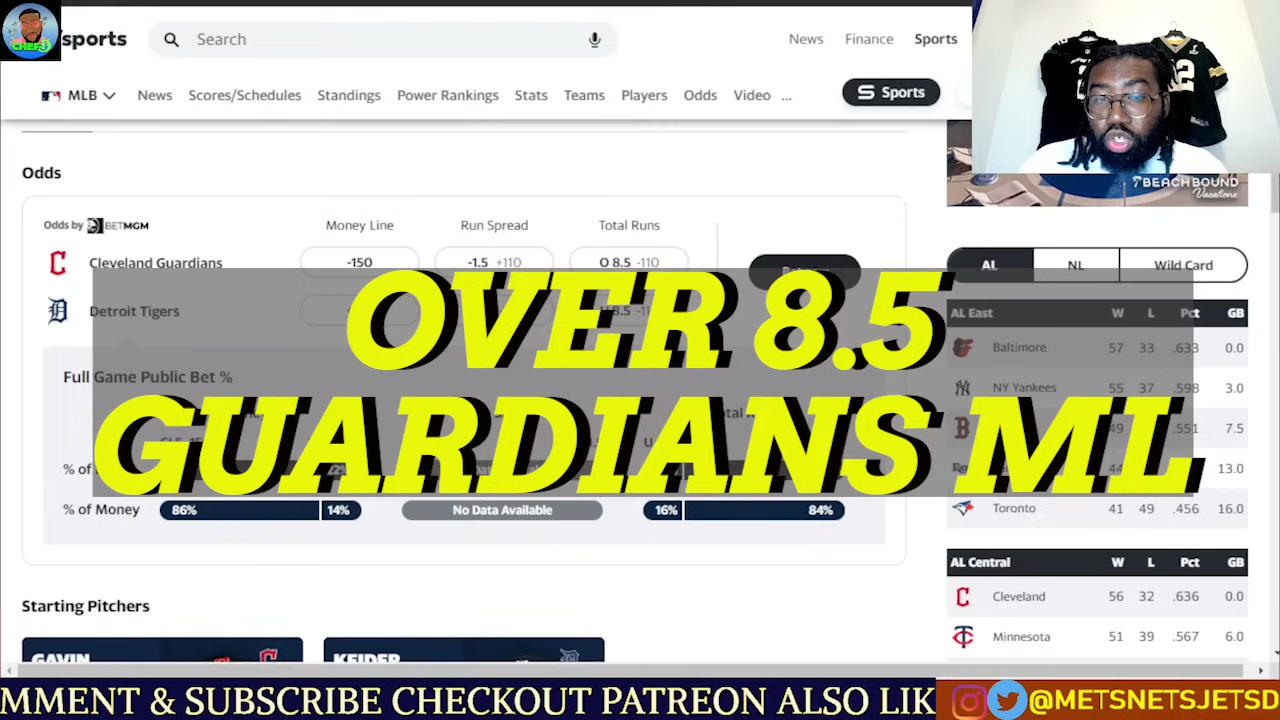 CHEF
sports
Search
News Finance Sports
MLB News Scores/Schedules Standings Power Rankings Stats Teams Players Odds Video ...
S Sports
BEACHBOUND
Vacations
Odds
Odds by BETMGM Money Line Run Spread Total Runs
Cleveland Guardians -150 -1.5 +110 O 8.5 -110
Detroit Tigers
OVER 8.5
GUARDIANS ML
Full Game Public Bet %
% of Money 86% 14% No Data Available 16% 84%
Starting Pitchers
GAVIN KEIDER
AL NL Wild Card
AL East W L Pct GB
Baltimore 57 33 .633 0.0
NY Yankees 55 37 .598 3.0
49 .551 7.5
13.0
Toronto 41 49 .456 16.0
AL Central W L Pct GB
Cleveland 56 32 .636 0.0
Minnesota 51 39 .567 6.0
MMENT & SUBSCRIBE CHECKOUT PATREON ALSO LIK
@METSNETSJETSD